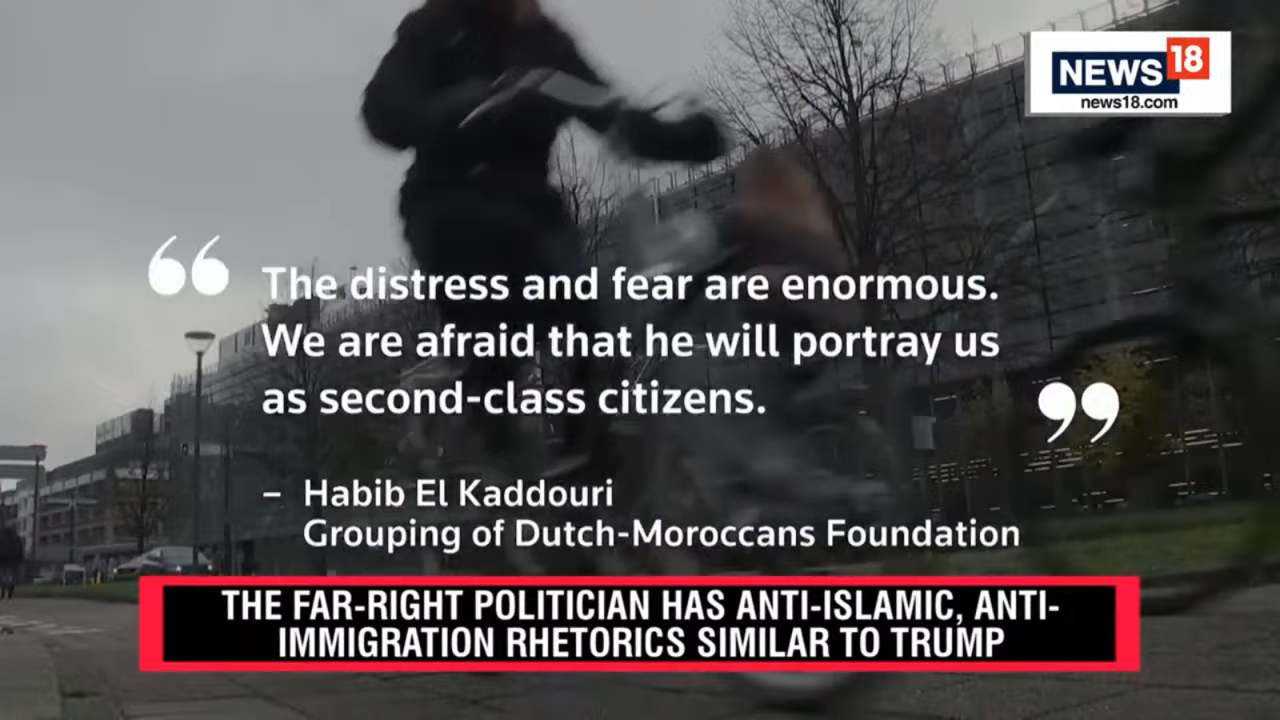 NEWS 18
news18.com
“The distress and fear are enormous.
We are afraid that he will portray us
as second-class citizens.”
– Habib El Kaddouri
Grouping of Dutch-Moroccans Foundation
THE FAR-RIGHT POLITICIAN HAS ANTI-ISLAMIC, ANTI-
IMMIGRATION RHETORICS SIMILAR TO TRUMP